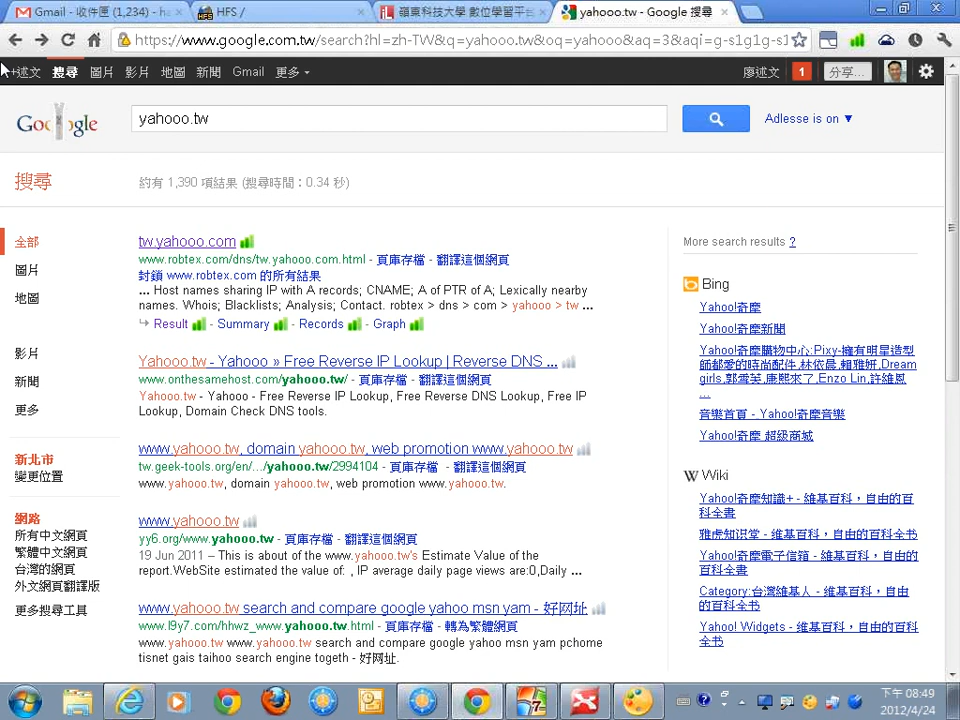 Gmail - 收件匣 (1,234) - h
HFS /
嶺東科技大學 數位學習平台
yahooo.tw - Google 搜尋
https://www.google.com.tw/search?hl=zh-TW&q=yahooo.tw&oq=yahooo&aq=3&aqi=g-s1g1g-s1
+述文 搜尋 圖片 影片 地圖 新聞 Gmail 更多
廖述文 1 分享...
Google
yahooo.tw
Adlesse is on ▼
搜尋
約有 1,390 項結果 (搜尋時間：0.34 秒)
全部
圖片
地圖
影片
新聞
更多
新北市
變更位置
網路
所有中文網頁
繁體中文網頁
台灣的網頁
外文網頁翻譯版
更多搜尋工具
tw.yahooo.com
www.robtex.com/dns/tw.yahooo.com.html - 頁庫存檔 - 翻譯這個網頁
封鎖 www.robtex.com 的所有結果
... Host names sharing IP with A records; CNAME; A of PTR of A; Lexically nearby
names. Whois; Blacklists; Analysis; Contact. robtex > dns > com > yahooo > tw ...
Result - Summary - Records - Graph
Yahooo.tw - Yahooo » Free Reverse IP Lookup | Reverse DNS ...
www.onthesamehost.com/yahooo.tw/ - 頁庫存檔 - 翻譯這個網頁
Yahooo.tw - Yahooo - Free Reverse IP Lookup, Free Reverse DNS Lookup, Free IP
Lookup, Domain Check DNS tools.
www.yahooo.tw, domain yahooo.tw, web promotion www.yahooo.tw
tw.geek-tools.org/en/.../yahooo.tw/2994104 - 頁庫存檔 - 翻譯這個網頁
www.yahooo.tw, domain yahooo.tw, web promotion www.yahooo.tw.
www.yahooo.tw
yy6.org/www.yahooo.tw - 頁庫存檔 - 翻譯這個網頁
19 Jun 2011 – This is about of the www.yahooo.tw's Estimate Value of the
report.WebSite estimated the value of: , IP average daily page views are:0,Daily ...
www.yahooo.tw search and compare google yahoo msn yam - 好网址
www.l9y7.com/hhwz_www.yahooo.tw.html - 頁庫存檔 - 轉為繁體網頁
www.yahooo.tw www.yahooo.tw search and compare google yahoo msn yam pchome
tisnet gais taihoo search engine togeth - 好网址.
More search results ?
Bing
Yahoo!奇摩
Yahoo!奇摩新聞
Yahoo!奇摩購物中心:Pixy-擁有明星造型
師都愛的時尚配件,林依晨,賴雅妍,Dream
girls,郭雪芙,康熙來了,Enzo Lin,許維恩
...
音樂首頁 - Yahoo!奇摩音樂
Yahoo!奇摩 超級商城
W Wiki
Yahoo!奇摩知識+ - 維基百科，自由的百
科全書
雅虎知识堂 - 維基百科，自由的百科全书
Yahoo!奇摩電子信箱 - 維基百科，自由的
百科全書
Category:台灣維基人 - 維基百科，自由
的百科全书
Yahoo! Widgets - 維基百科，自由的百科
全书
下午 08:49
2012/4/24